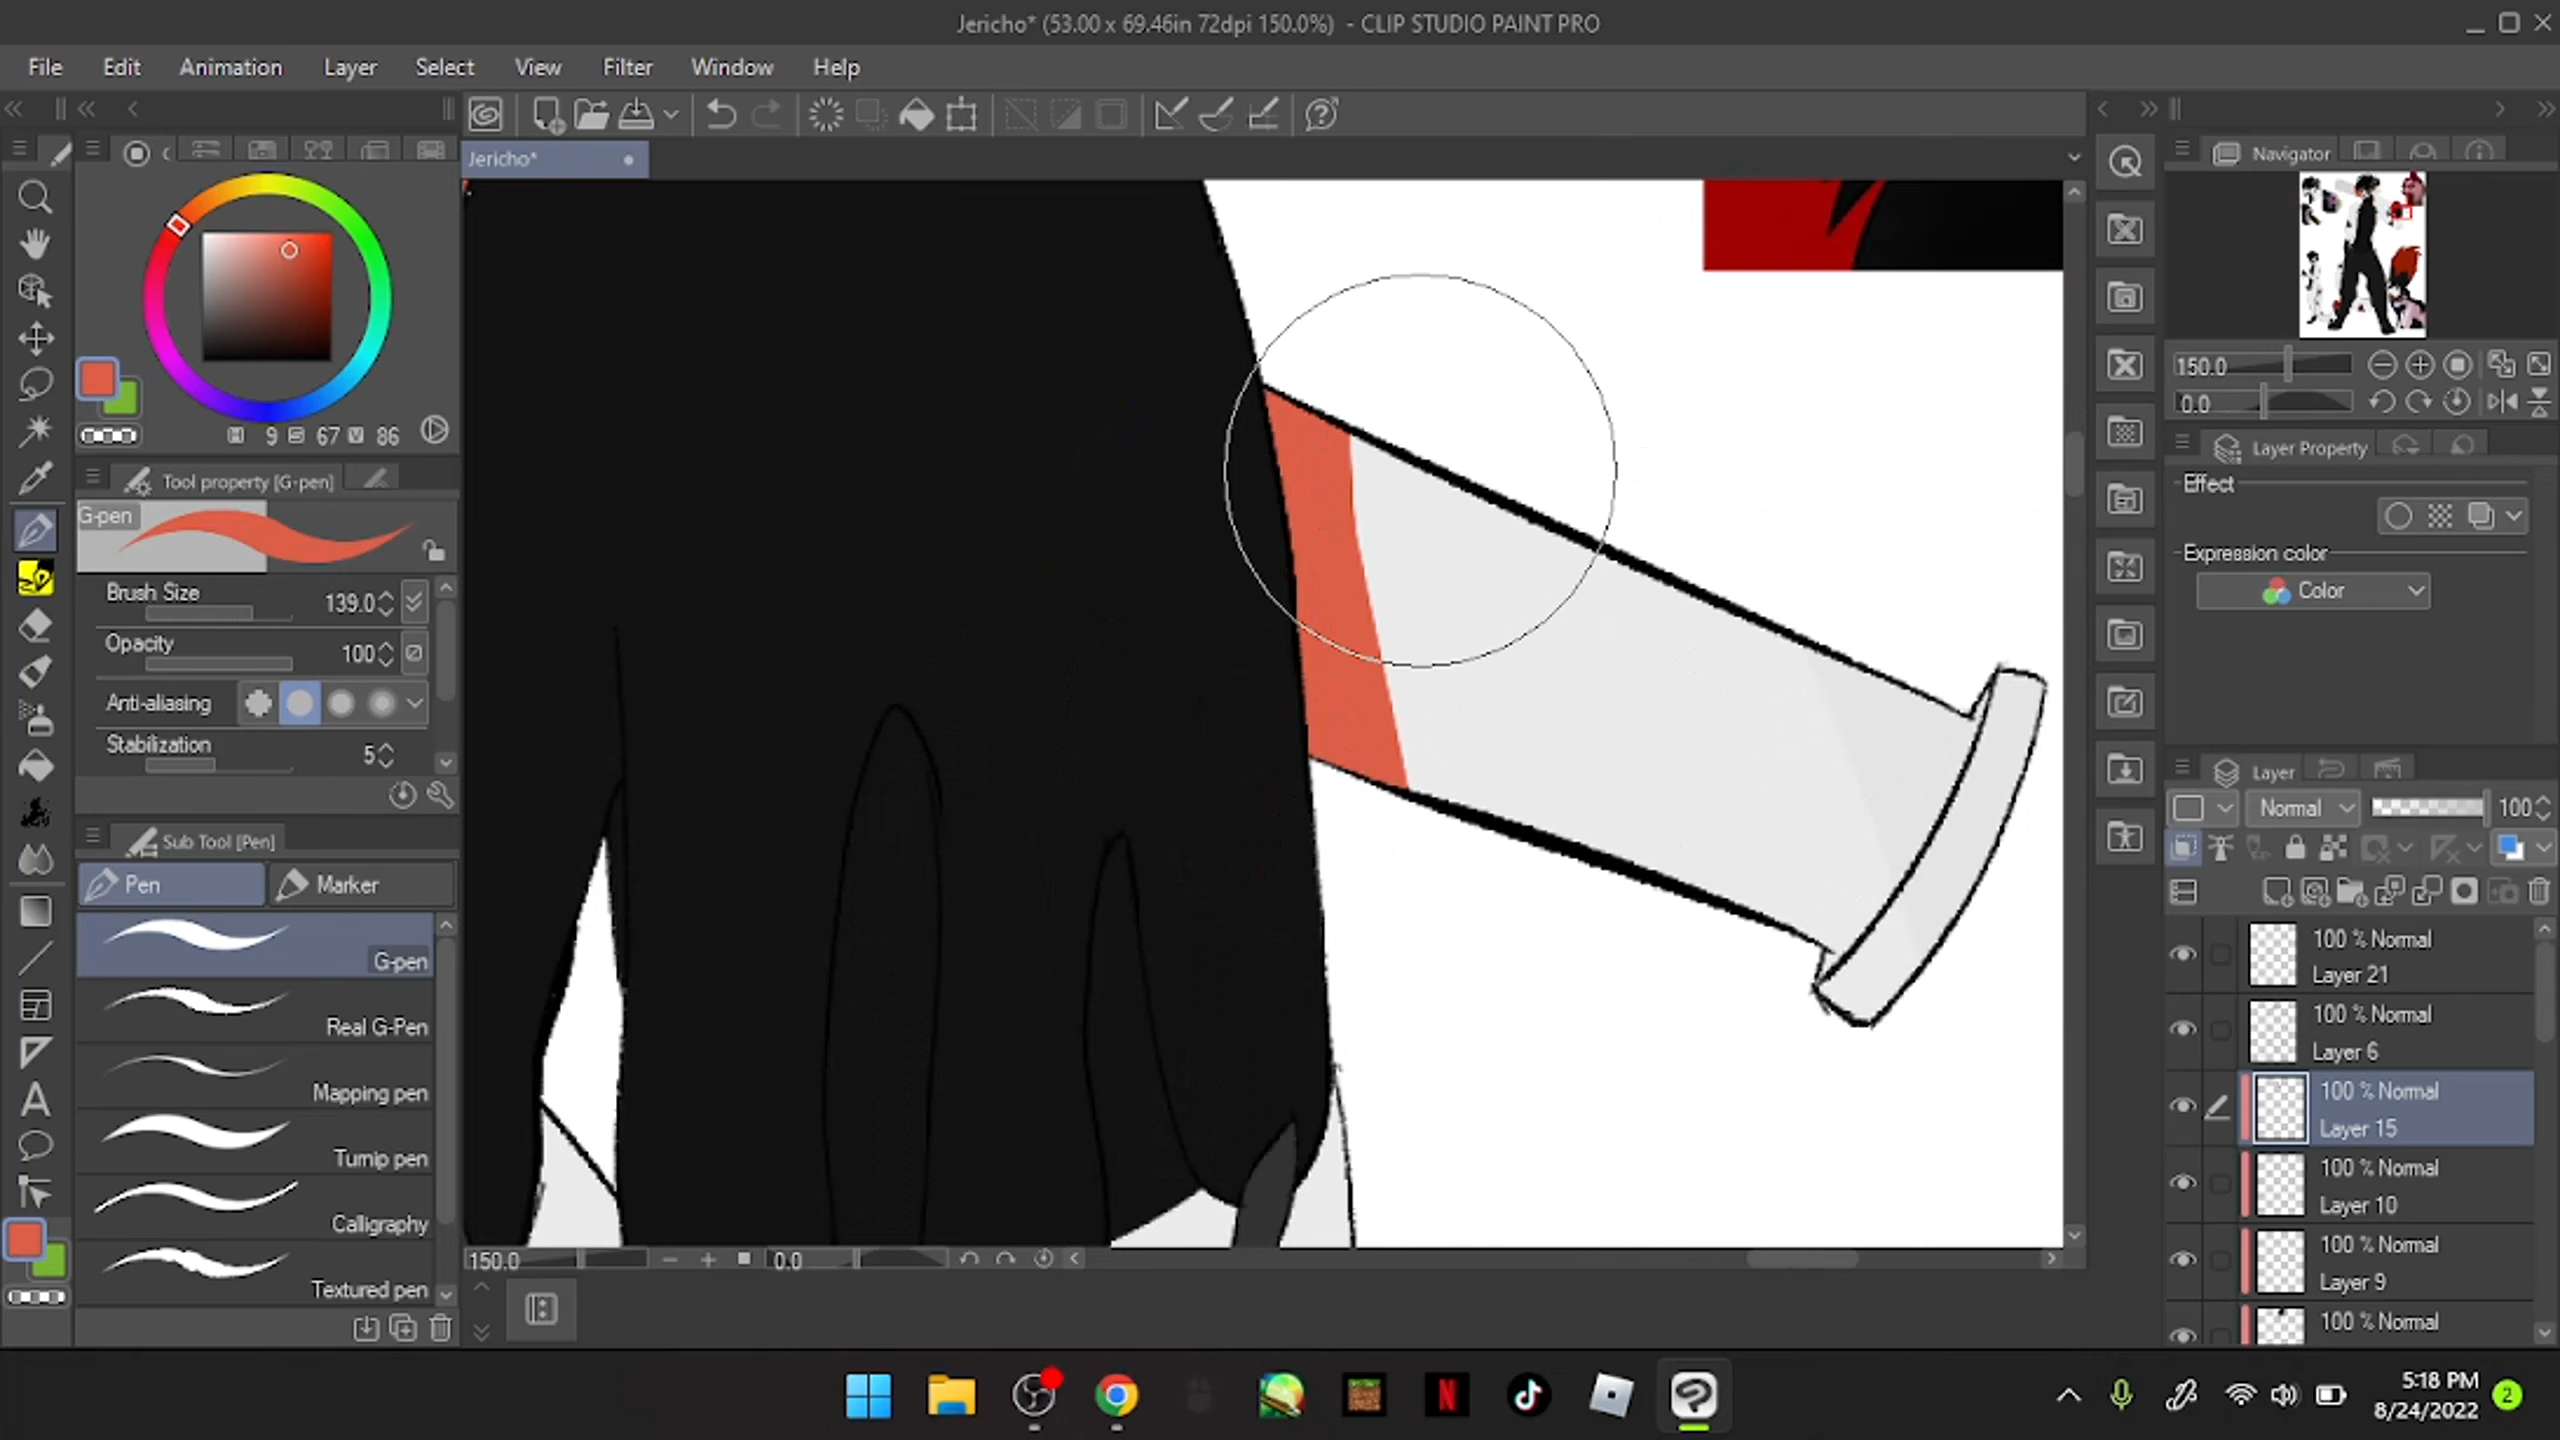 Jericho* (53.00 x 69.46in 72dpi 150.0%) - CLIP STUDIO PAINT PRO
File Edit Animation Layer Select View Filter Window Help
Jericho*
Navigator
150.0
0.0
9 67 86
Tool property [G-pen]
G-pen
Brush Size 139.0
Opacity 100
Anti-aliasing
Stabilization 5
Sub Tool [Pen]
Pen Marker
G-pen
Real G-Pen
Mapping pen
Turnip pen
Calligraphy
Textured pen
Layer Property
Effect
Expression color
Color
Layer
Normal 100
100 % Normal
Layer 21
100 % Normal
Layer 6
100 % Normal
Layer 15
100 % Normal
Layer 10
100 % Normal
Layer 9
100 % Normal
150.0 0.0
N
5:18 PM
8/24/2022
2